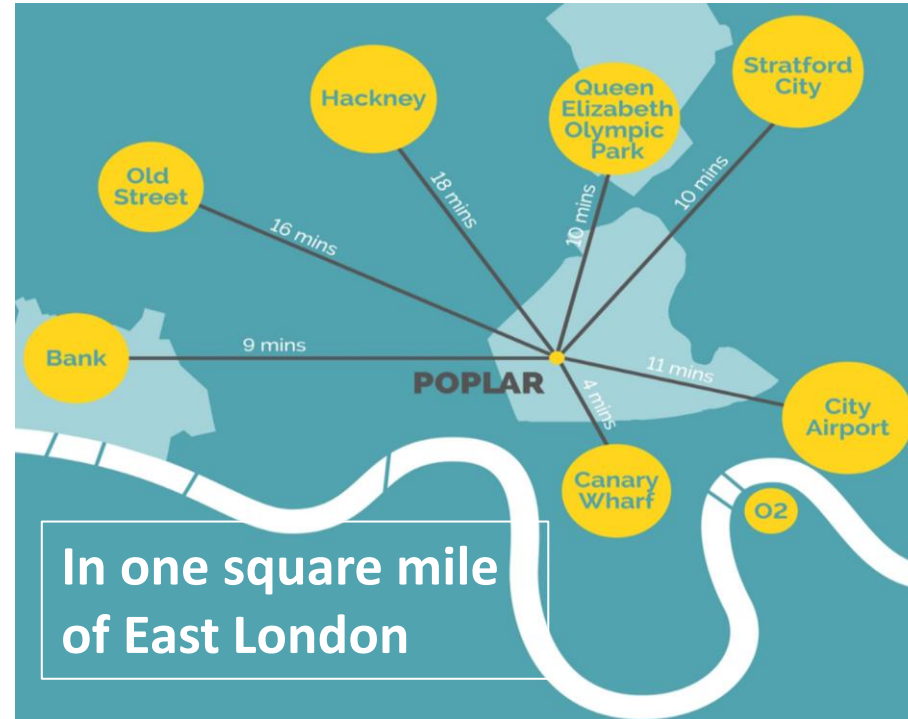 Hackney
Queen
Elizabeth
Olympic
Park
Stratford
City
Old
Street
16 mins
18 mins
10 mins
10 mins
Bank
9 mins
POPLAR
11 mins
4 mins
City
Airport
Canary
Wharf
O2
In one square mile
of East London